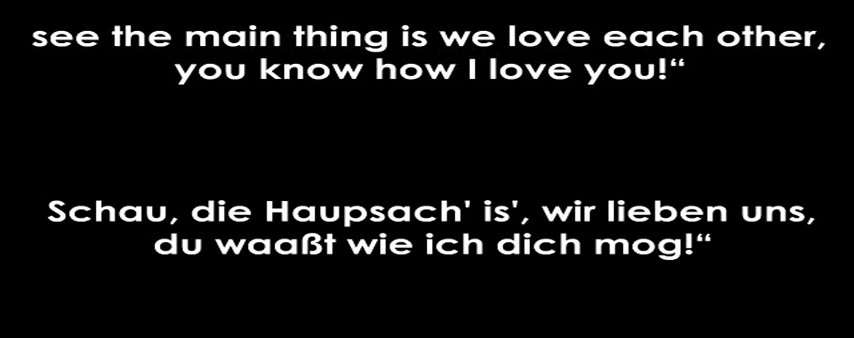 see the main thing is we love each other,
you know how I love you!“
Schau, die Haupsach' is', wir lieben uns,
du waaßt wie ich dich mog!“